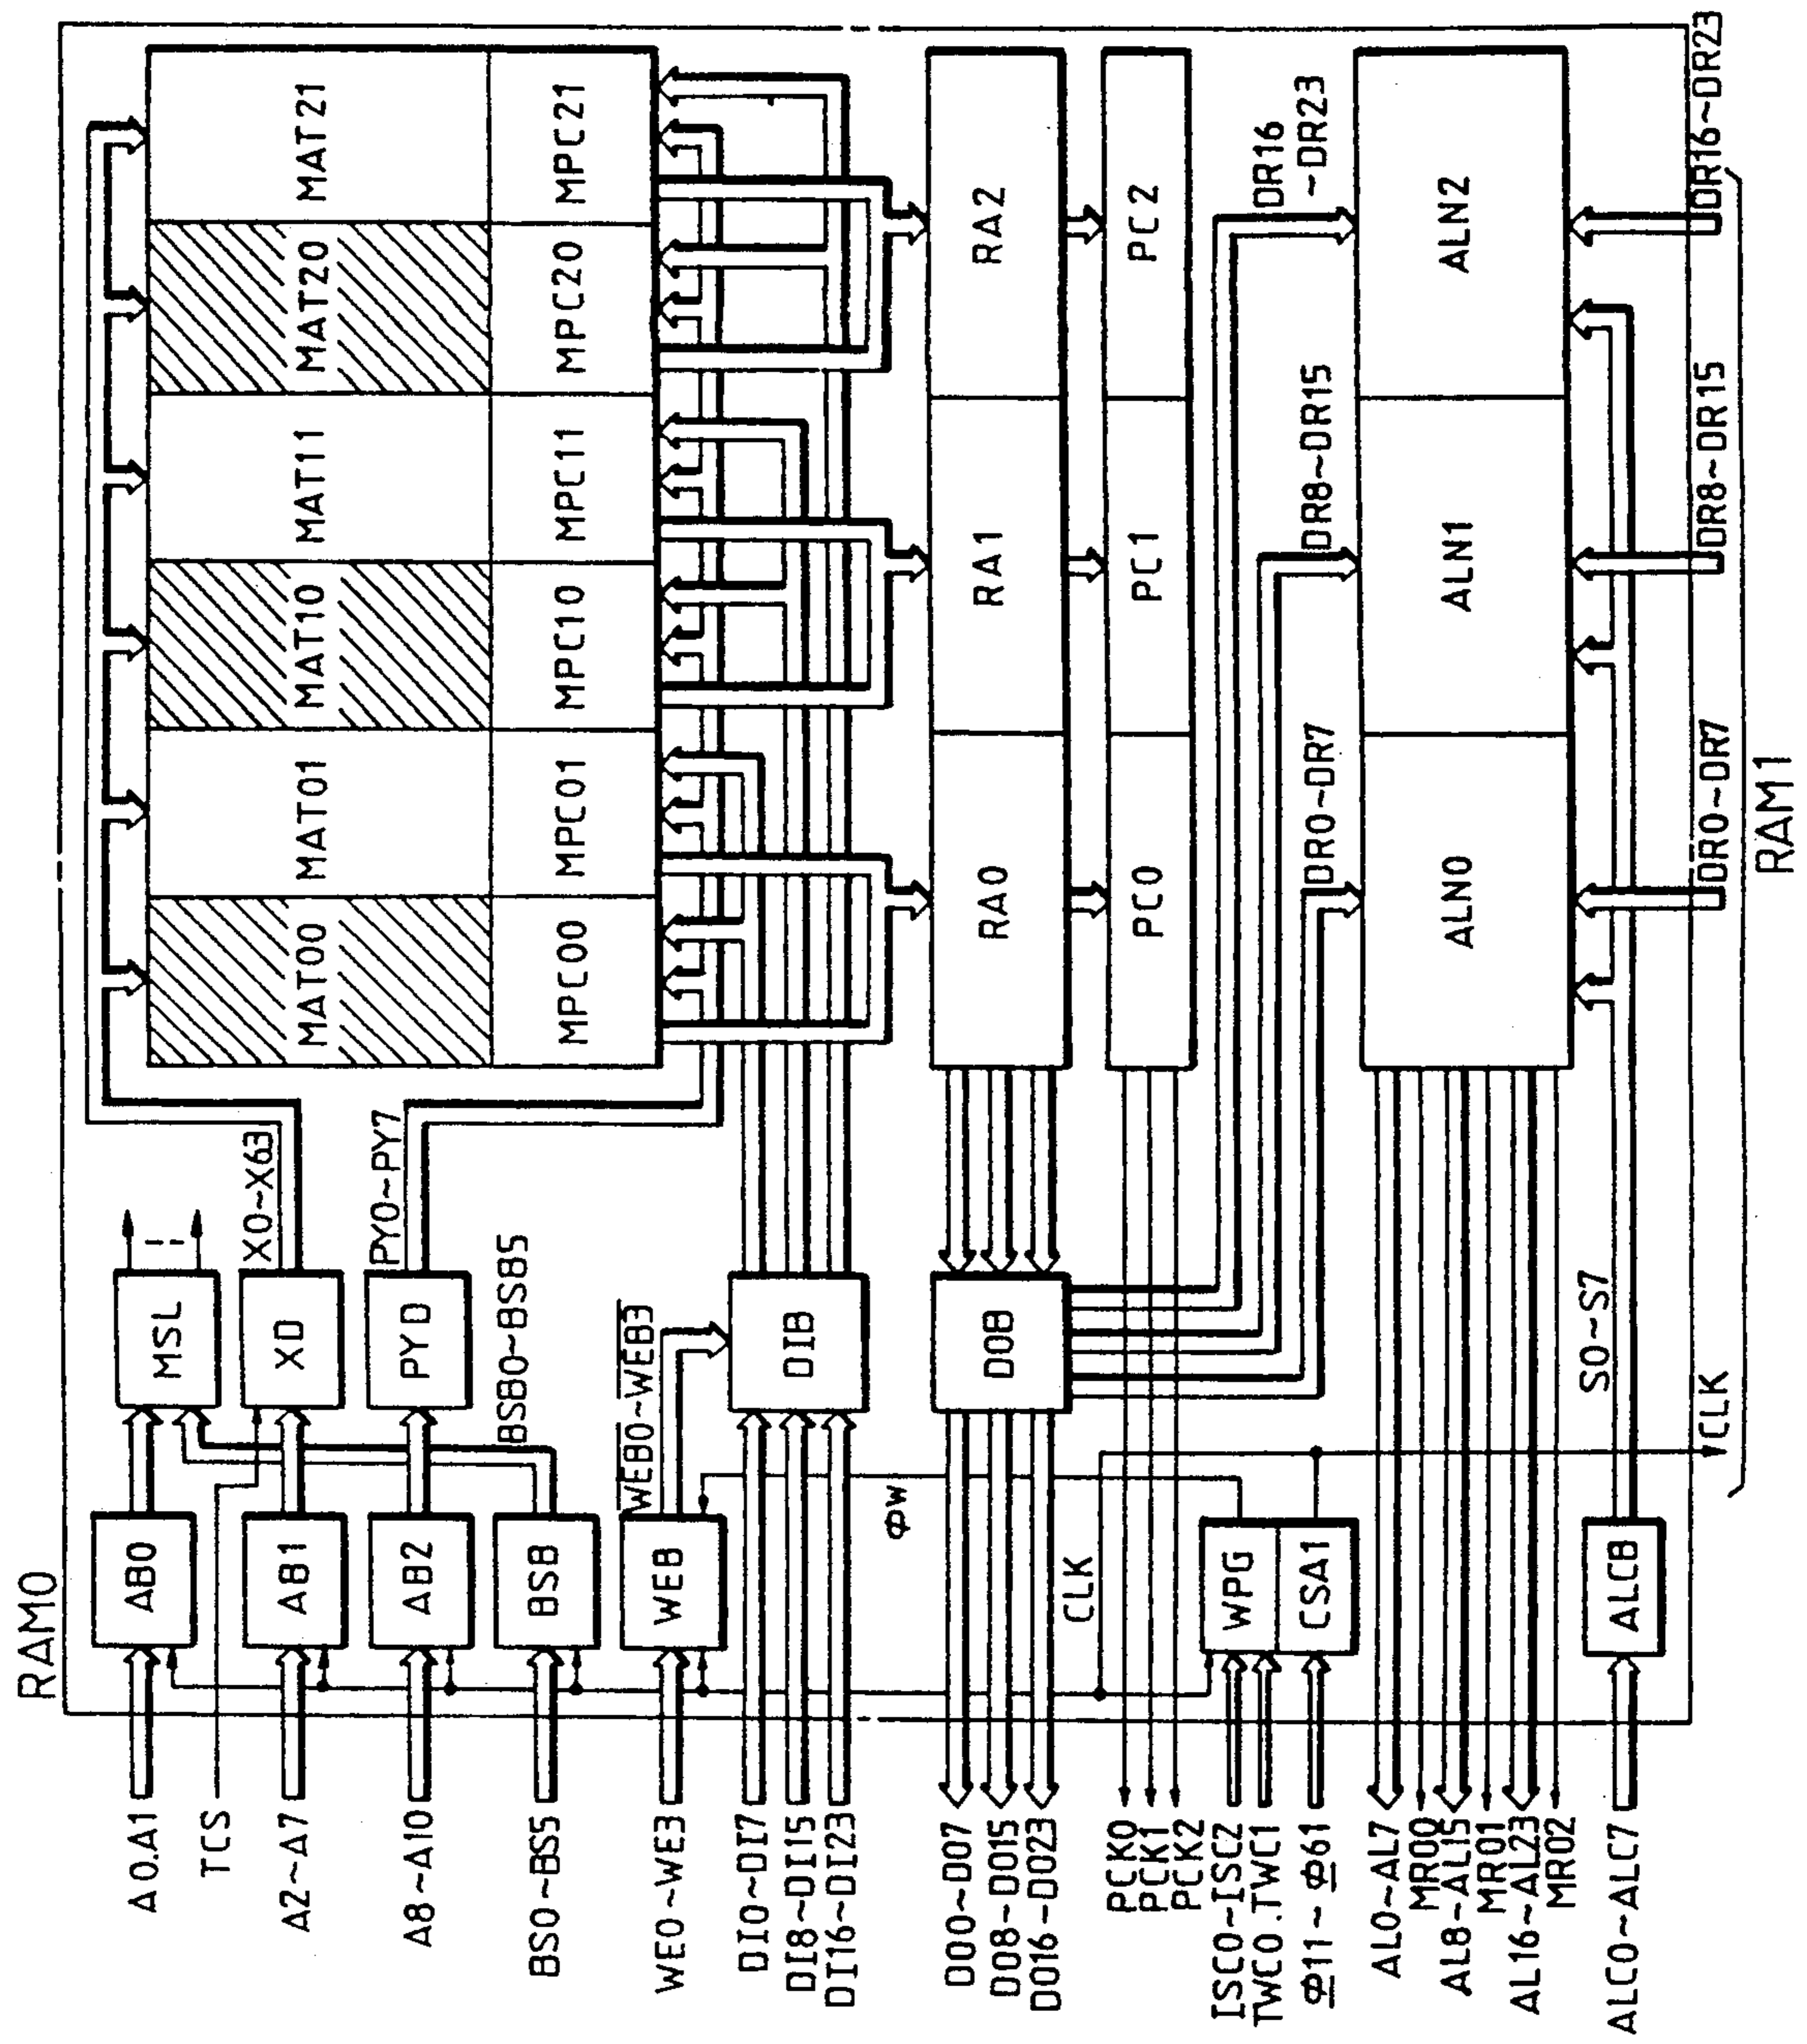 RAM0
A0.A1
TCS
A2~A7
A8~A10
BS0~BS5
WE0~WE3
DI0~DI7
DI8~DI15
DI16~DI23
DO0~DO7
DO8~DO15
DO16~DO23
PCK0
PCK1
PCK2
ISC0~ISC2
TWC0.TWC1
Φ11~Φ61
AL0~AL7
MR00
AL8~AL15
MR01
AL16~AL23
MR02
ALC0~ALC7
AB0
AB1
AB2
BSB
WEB
WPG
CSA1
ALCB
ΦW
CLK
CLK
MSL
XD
PYD
DIB
DOB
X0~X63
PY0~PY7
BSB0~BSB5
WEB0~WEB3
S0~S7
MAT00
MAT01
MAT10
MAT11
MAT20
MAT21
MPC00
MPC01
MPC10
MPC11
MPC20
MPC21
RA0
RA1
RA2
PC0
PC1
PC2
DR0~DR7
DR8~DR15
DR16
~DR23
ALN0
ALN1
ALN2
DR0~DR7
DR8~DR15
DR16~DR23
RAM1